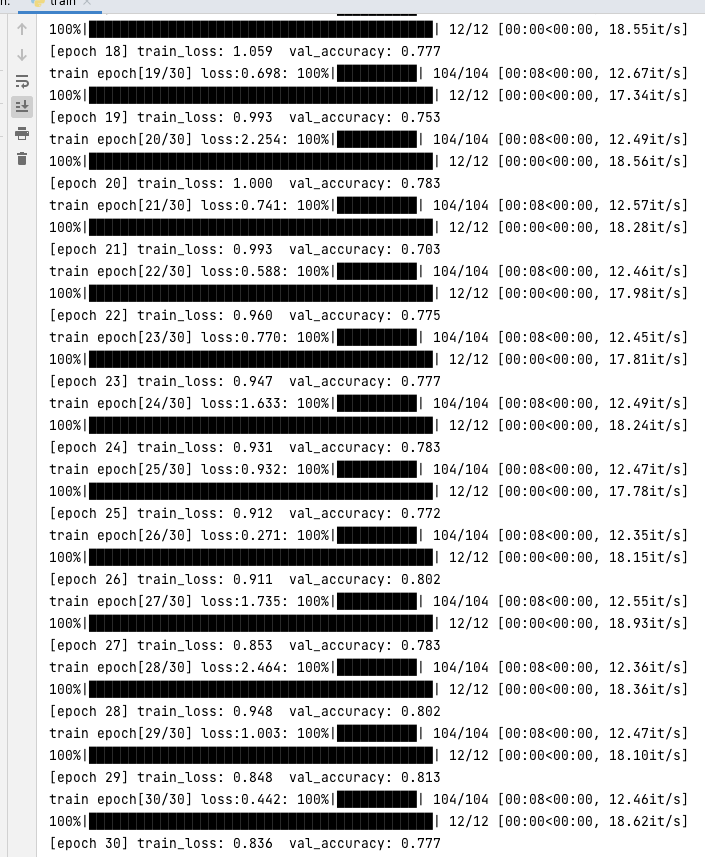 n: train ×
100%|██████████| 12/12 [00:00<00:00, 18.55it/s]
[epoch 18] train_loss: 1.059  val_accuracy: 0.777
train epoch[19/30] loss:0.698: 100%|██████████| 104/104 [00:08<00:00, 12.67it/s]
100%|██████████| 12/12 [00:00<00:00, 17.34it/s]
[epoch 19] train_loss: 0.993  val_accuracy: 0.753
train epoch[20/30] loss:2.254: 100%|██████████| 104/104 [00:08<00:00, 12.49it/s]
100%|██████████| 12/12 [00:00<00:00, 18.56it/s]
[epoch 20] train_loss: 1.000  val_accuracy: 0.783
train epoch[21/30] loss:0.741: 100%|██████████| 104/104 [00:08<00:00, 12.57it/s]
100%|██████████| 12/12 [00:00<00:00, 18.28it/s]
[epoch 21] train_loss: 0.993  val_accuracy: 0.703
train epoch[22/30] loss:0.588: 100%|██████████| 104/104 [00:08<00:00, 12.46it/s]
100%|██████████| 12/12 [00:00<00:00, 17.98it/s]
[epoch 22] train_loss: 0.960  val_accuracy: 0.775
train epoch[23/30] loss:0.770: 100%|██████████| 104/104 [00:08<00:00, 12.45it/s]
100%|██████████| 12/12 [00:00<00:00, 17.81it/s]
[epoch 23] train_loss: 0.947  val_accuracy: 0.777
train epoch[24/30] loss:1.633: 100%|██████████| 104/104 [00:08<00:00, 12.49it/s]
100%|██████████| 12/12 [00:00<00:00, 18.24it/s]
[epoch 24] train_loss: 0.931  val_accuracy: 0.783
train epoch[25/30] loss:0.932: 100%|██████████| 104/104 [00:08<00:00, 12.47it/s]
100%|██████████| 12/12 [00:00<00:00, 17.78it/s]
[epoch 25] train_loss: 0.912  val_accuracy: 0.772
train epoch[26/30] loss:0.271: 100%|██████████| 104/104 [00:08<00:00, 12.35it/s]
100%|██████████| 12/12 [00:00<00:00, 18.15it/s]
[epoch 26] train_loss: 0.911  val_accuracy: 0.802
train epoch[27/30] loss:1.735: 100%|██████████| 104/104 [00:08<00:00, 12.55it/s]
100%|██████████| 12/12 [00:00<00:00, 18.93it/s]
[epoch 27] train_loss: 0.853  val_accuracy: 0.783
train epoch[28/30] loss:2.464: 100%|██████████| 104/104 [00:08<00:00, 12.36it/s]
100%|██████████| 12/12 [00:00<00:00, 18.36it/s]
[epoch 28] train_loss: 0.948  val_accuracy: 0.802
train epoch[29/30] loss:1.003: 100%|██████████| 104/104 [00:08<00:00, 12.47it/s]
100%|██████████| 12/12 [00:00<00:00, 18.10it/s]
[epoch 29] train_loss: 0.848  val_accuracy: 0.813
train epoch[30/30] loss:0.442: 100%|██████████| 104/104 [00:08<00:00, 12.46it/s]
100%|██████████| 12/12 [00:00<00:00, 18.62it/s]
[epoch 30] train_loss: 0.836  val_accuracy: 0.777